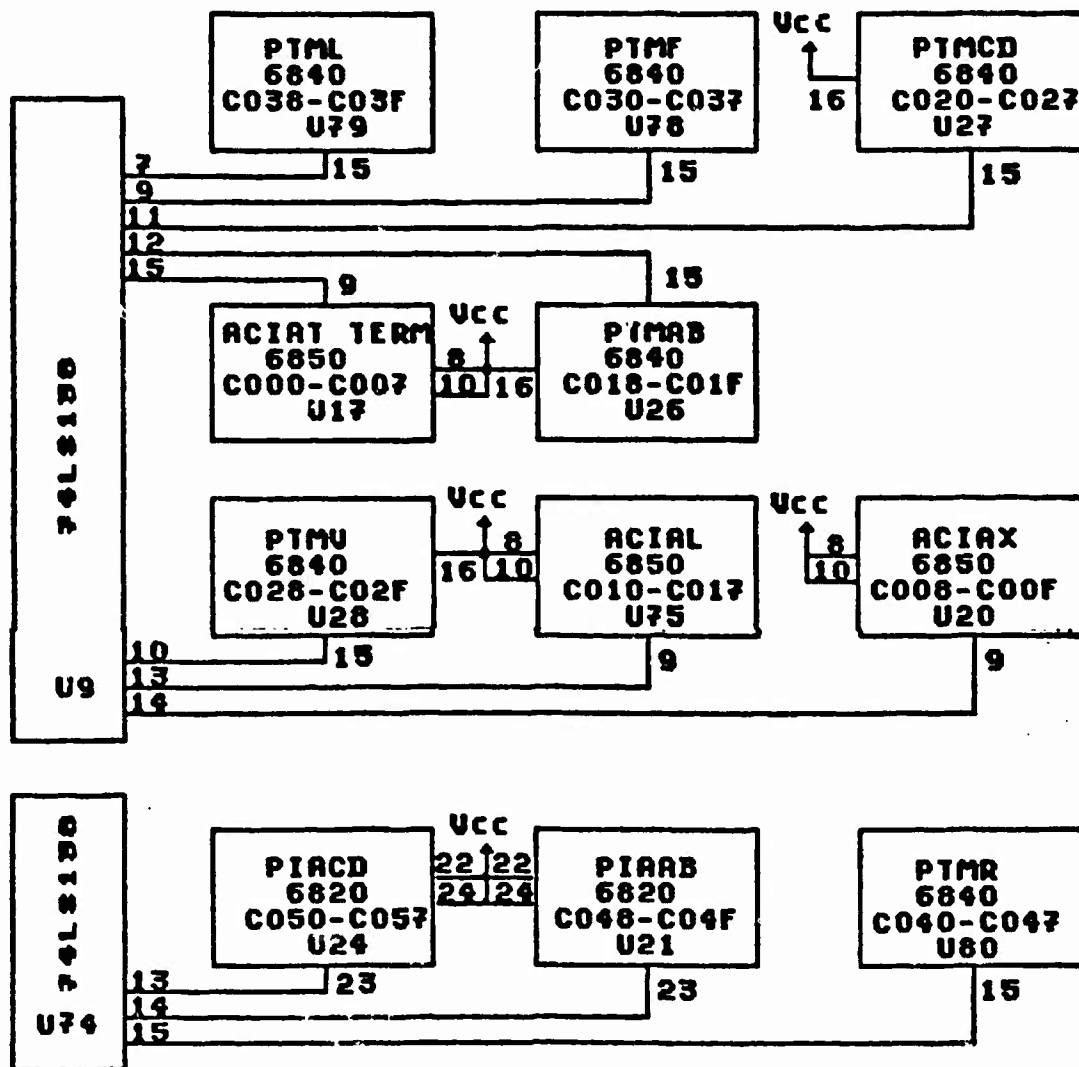 PTML
6840
C038-C03F
U79
PTMF
6840
C030-C037
U78
Vcc
16
PTMCD
6840
C020-C027
U27
7
15
9
15
11
15
12
15
15
9
ACIAT TERM
6850
C000-C007
U17
Vcc
8
10
16
PTMAB
6840
C018-C01F
U26
74LS138
U9
PTMV
6840
C028-C02F
U28
Vcc
16
8
10
ACIAL
6850
C010-C017
U75
Vcc
8
10
ACIAX
6850
C008-C00F
U20
10
15
13
9
14
9
74LS138
U74
PIACD
6820
C050-C057
U24
Vcc
22 22
24 24
PIAAB
6820
C048-C04F
U21
PTMR
6840
C040-C047
U80
13
23
14
23
15
15